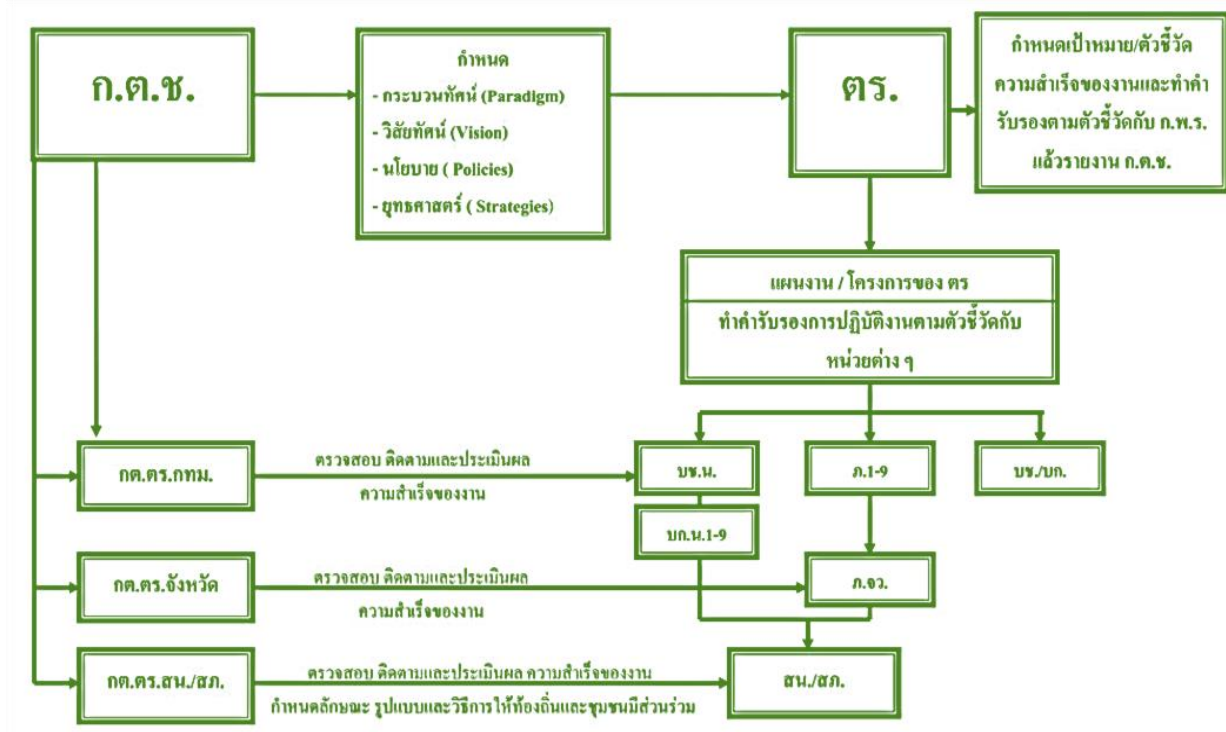 ก.ต.ช.
กำหนด
- กระบวนทัศน์ (Paradigm)
- วิสัยทัศน์ (Vision)
- นโยบาย ( Policies)
- ยุทธศาสตร์ ( Strategies)
ตร.
กำหนดเป้าหมาย/ตัวชี้วัด
ความสำเร็จของงานและทำคำ
รับรองตามตัวชี้วัดกับ ก.พ.ร.
แล้วรายงาน ก.ต.ช.
แผนงาน / โครงการของ ตร
ทำคำรับรองการปฏิบัติงานตามตัวชี้วัดกับ
หน่วยต่าง ๆ
กต.ตร.กทม.
ตรวจสอบ ติดตามและประเมินผล
ความสำเร็จของงาน
บช.น.
ภ.1-9
บช./บก.
บก.น.1-9
กต.ตร.จังหวัด
ตรวจสอบ ติดตามและประเมินผล
ความสำเร็จของงาน
ภ.จว.
กต.ตร.สน./สภ.
ตรวจสอบ ติดตามและประเมินผล ความสำเร็จของงาน
กำหนดลักษณะ รูปแบบและวิธีการให้ท้องถิ่นและชุมชนมีส่วนร่วม
สน./สภ.